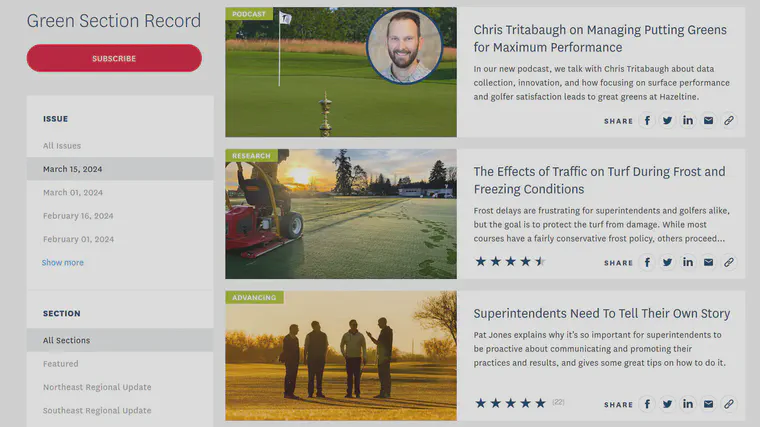 Green Section Record
SUBSCRIBE
ISSUE
All Issues
March 15, 2024
March 01, 2024
February 16, 2024
February 01, 2024
Show more
SECTION
All Sections
Featured
Northeast Regional Update
Southeast Regional Update
PODCAST
Chris Tritabaugh on Managing Putting Greens
for Maximum Performance
In our new podcast, we talk with Chris Tritabaugh about data
collection, innovation, and how focusing on surface performance
and golfer satisfaction leads to great greens at Hazeltine.
SHARE
RESEARCH
The Effects of Traffic on Turf During Frost and
Freezing Conditions
Frost delays are frustrating for superintendents and golfers alike,
but the goal is to protect the turf from damage. While most
courses have a fairly conservative frost policy, others proceed...
SHARE
ADVANCING
Superintendents Need To Tell Their Own Story
Pat Jones explains why it's so important for superintendents to
be proactive about communicating and promoting their
practices and results, and gives some great tips on how to do it.
(22)
SHARE